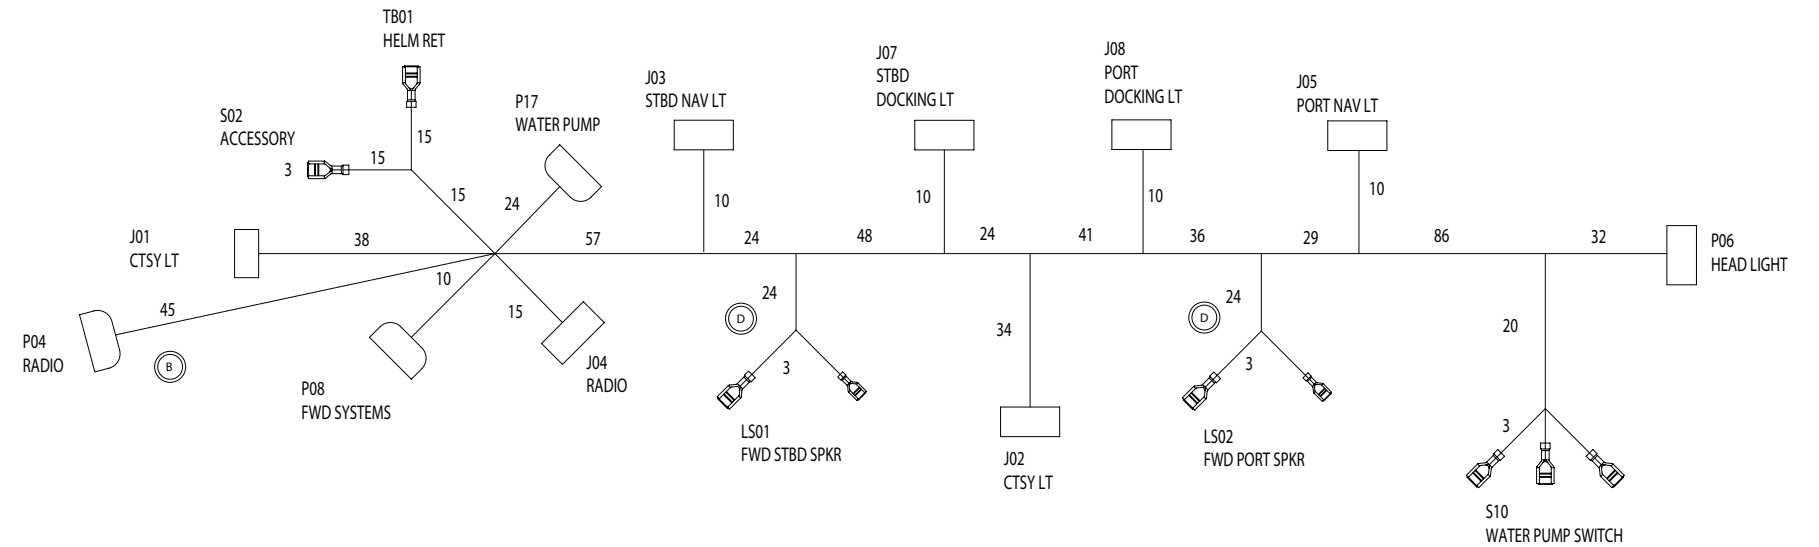 TB01
HELM RET
S02
ACCESSORY
3
15
15
15
P17
WATER PUMP
24
J03
STBD NAV LT
10
J07
STBD
DOCKING LT
10
J08
PORT
DOCKING LT
10
J05
PORT NAV LT
10
J01
CTSY LT
38
57
24
48
24
41
36
29
86
32
P06
HEAD LIGHT
P04
RADIO
45
B
10
P08
FWD SYSTEMS
15
J04
RADIO
24
D
3
LS01
FWD STBD SPKR
34
J02
CTSY LT
24
D
3
LS02
FWD PORT SPKR
20
3
S10
WATER PUMP SWITCH